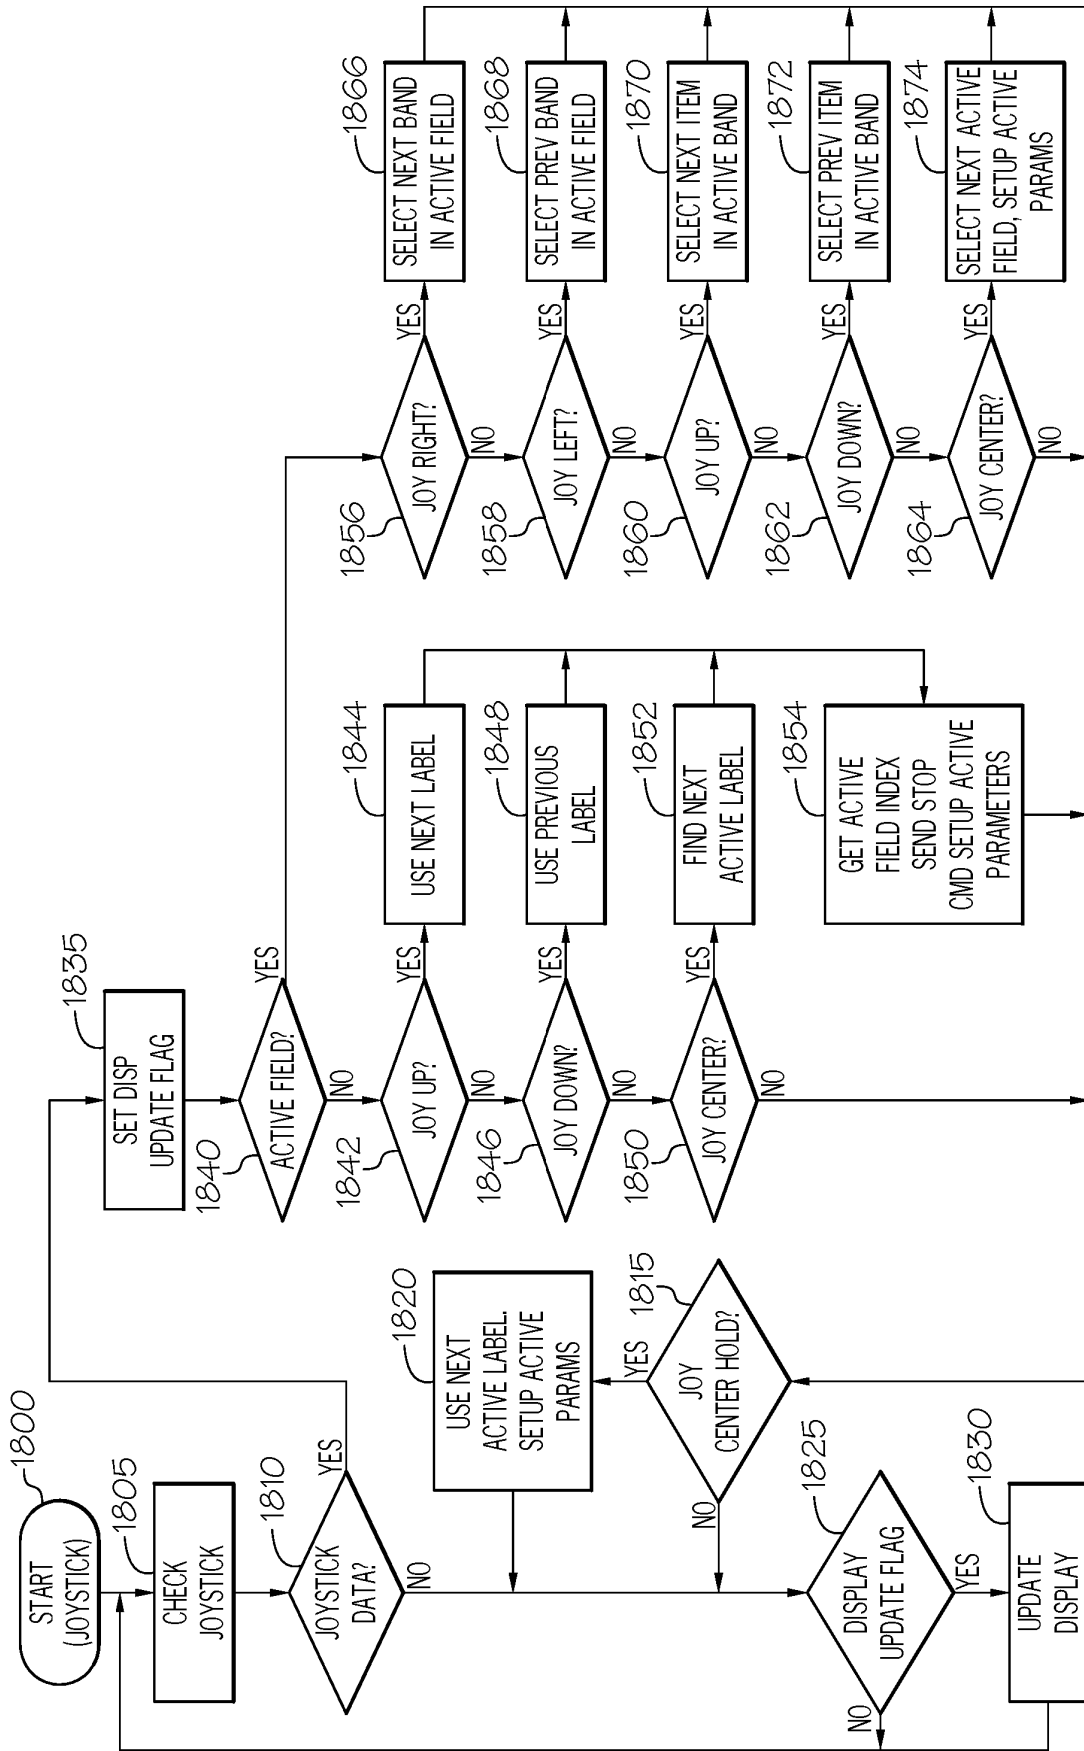 START
(JOYSTICK)
1800
CHECK
JOYSTICK
1805
JOYSTICK
DATA?
1810
YES
NO
USE NEXT
ACTIVE LABEL.
SETUP ACTIVE
PARAMS
1820
YES
JOY
CENTER HOLD?
1815
NO
DISPLAY
UPDATE FLAG
1825
NO
YES
UPDATE
DISPLAY
1830
SET DISP
UPDATE FLAG
1835
ACTIVE FIELD?
1840
YES
NO
JOY UP?
1842
YES
NO
USE NEXT LABEL
1844
JOY DOWN?
1846
YES
NO
USE PREVIOUS
LABEL
1848
JOY CENTER?
1850
YES
NO
FIND NEXT
ACTIVE LABEL
1852
GET ACTIVE
FIELD INDEX
SEND STOP
CMD SETUP ACTIVE
PARAMETERS
1854
JOY RIGHT?
1856
YES
NO
SELECT NEXT BAND
IN ACTIVE FIELD
1866
JOY LEFT?
1858
YES
NO
SELECT PREV BAND
IN ACTIVE FIELD
1868
JOY UP?
1860
YES
NO
SELECT NEXT ITEM
IN ACTIVE BAND
1870
JOY DOWN?
1862
YES
NO
SELECT PREV ITEM
IN ACTIVE BAND
1872
JOY CENTER?
1864
YES
NO
SELECT NEXT ACTIVE
FIELD, SETUP ACTIVE
PARAMS
1874